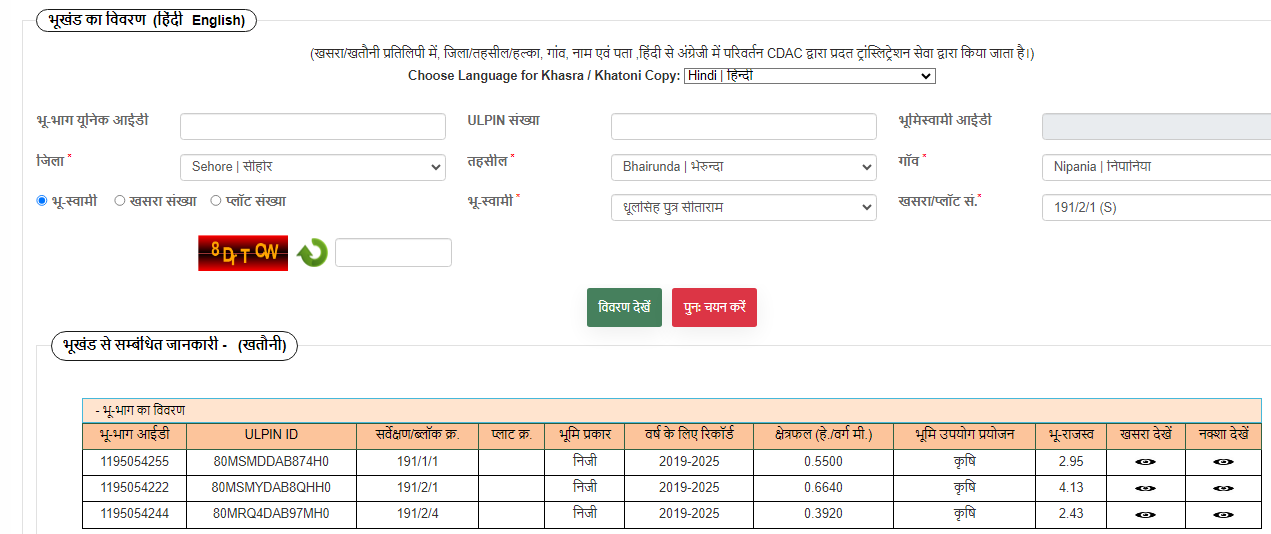 भूखंड का विवरण (हिंदी English)
(खसरा/खतौनी प्रतिलिपी में, जिला/तहसील/हल्का, गांव, नाम एवं पता ,हिंदी से अंग्रेजी में परिवर्तन CDAC द्वारा प्रदत ट्रांस्लिट्रेशन सेवा द्वारा किया जाता है।)
Choose Language for Khasra / Khatoni Copy: Hindi | हिन्दी
भू-भाग यूनिक आईडी ULPIN संख्या भूमिस्वामी आईडी
जिला * Sehore | सीहोर तहसील * Bhairunda | भेरुन्दा गॉव * Nipania | निपानिया
भू-स्वामी खसरा संख्या प्लॉट संख्या भू-स्वामी * धूलसिंह पुत्र सीताराम खसरा/प्लॉट सं.* 191/2/1 (S)
विवरण देखें पुनः चयन करें
भूखंड से सम्बंधित जानकारी - (खतौनी)
- भू-भाग का विवरण
भू-भाग आईडी ULPIN ID सर्वेक्षण/ब्लॉक क्र. प्लाट क्र. भूमि प्रकार वर्ष के लिए रिकॉर्ड क्षेत्रफल (हे./वर्ग मी.) भूमि उपयोग प्रयोजन भू-राजस्व खसरा देखें नक्शा देखें
1195054255 80MSMDDAB874H0 191/1/1 निजी 2019-2025 0.5500 कृषि 2.95
1195054222 80MSMYDAB8QHH0 191/2/1 निजी 2019-2025 0.6640 कृषि 4.13
1195054244 80MRQ4DAB97MH0 191/2/4 निजी 2019-2025 0.3920 कृषि 2.43